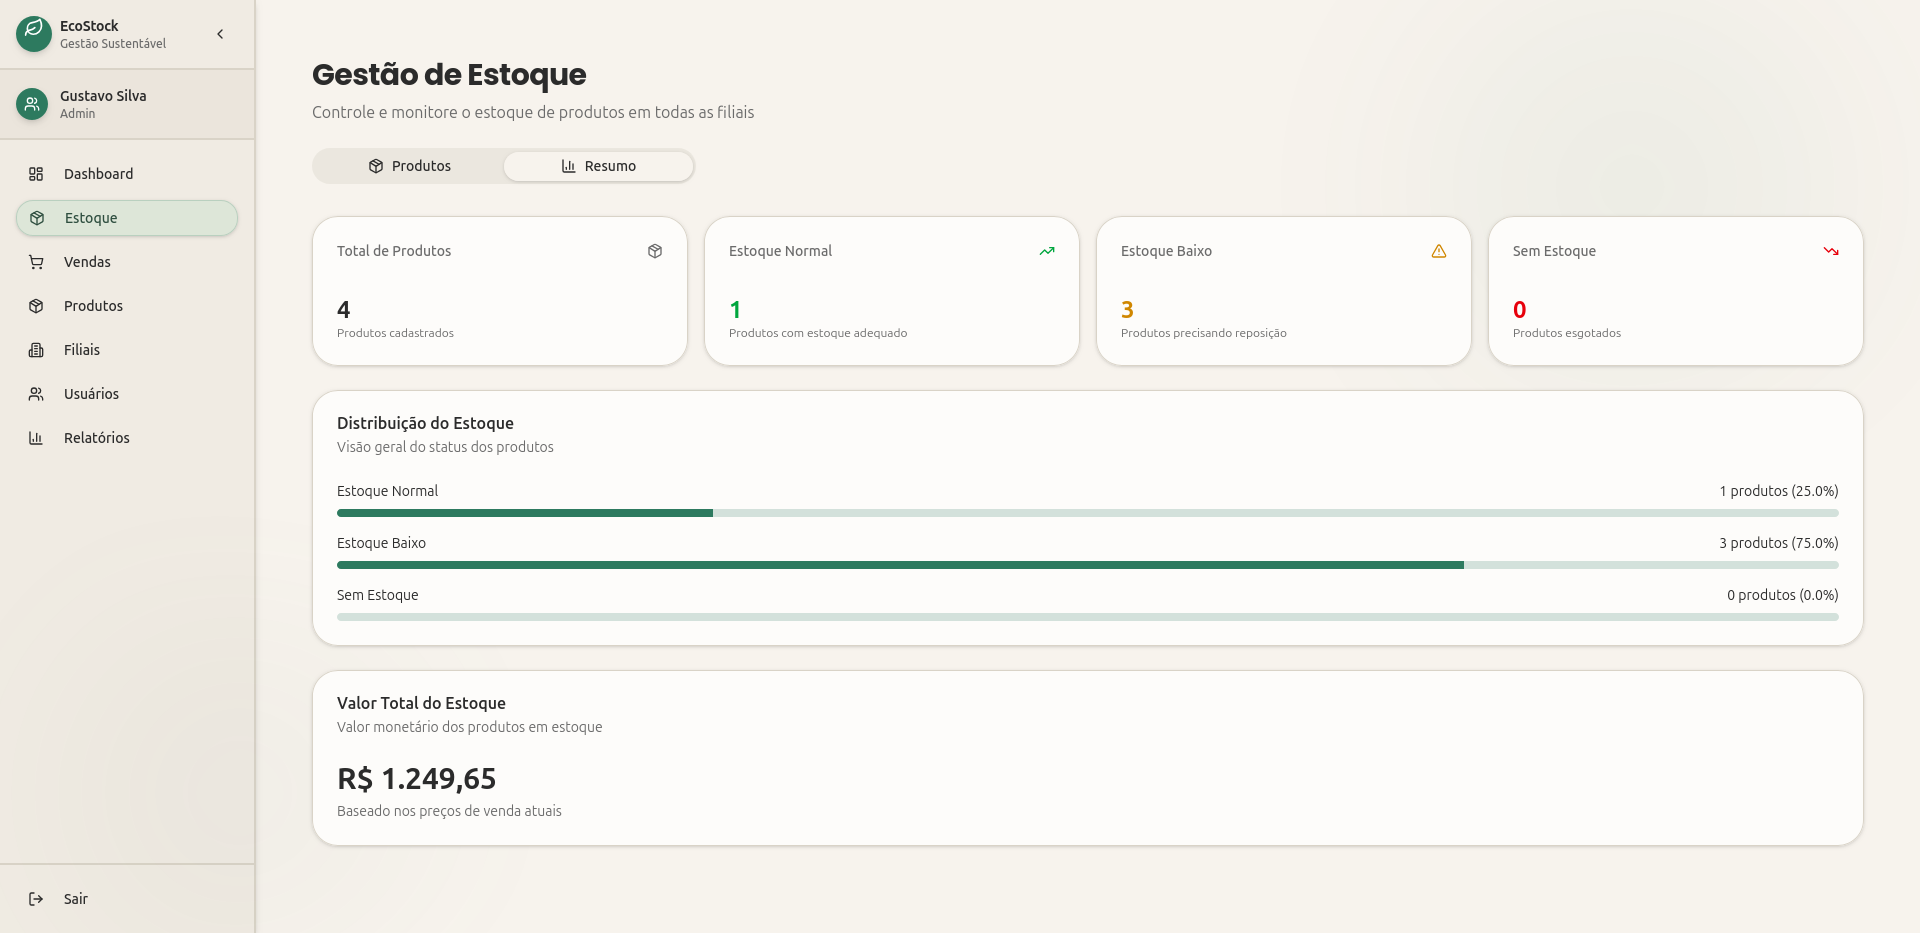 EcoStock
Gestão Sustentável
Gustavo Silva
Admin
Dashboard
Estoque
Vendas
Produtos
Filiais
Usuários
Relatórios
Sair
Gestão de Estoque
Controle e monitore o estoque de produtos em todas as filiais
Produtos
Resumo
Total de Produtos
4
Produtos cadastrados
Estoque Normal
1
Produtos com estoque adequado
Estoque Baixo
3
Produtos precisando reposição
Sem Estoque
0
Produtos esgotados
Distribuição do Estoque
Visão geral do status dos produtos
Estoque Normal
1 produtos (25.0%)
Estoque Baixo
3 produtos (75.0%)
Sem Estoque
0 produtos (0.0%)
Valor Total do Estoque
Valor monetário dos produtos em estoque
R$ 1.249,65
Baseado nos preços de venda atuais